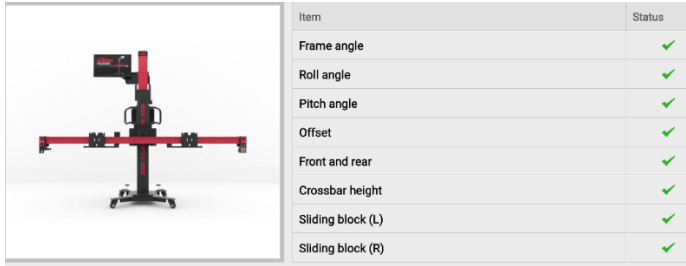 Item Status
Frame angle
Roll angle
Pitch angle
Offset
Front and rear
Crossbar height
Sliding block (L)
Sliding block (R)